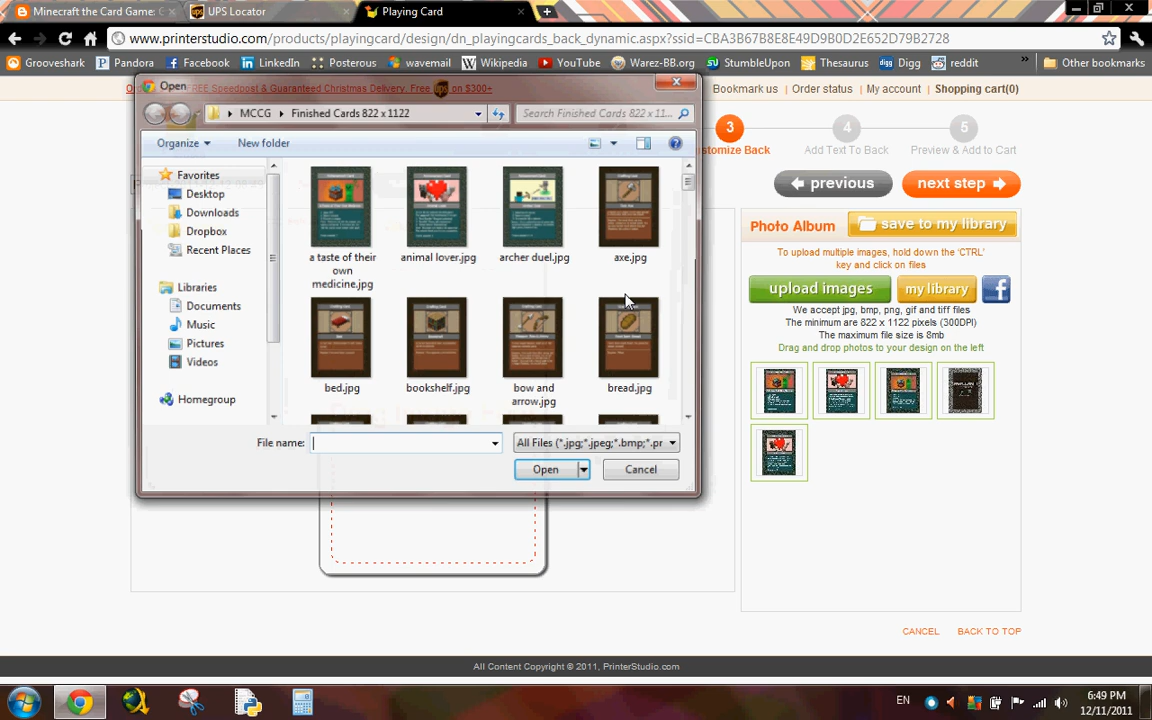 Minecraft the Card Game:
UPS Locator
Playing Card
www.printerstudio.com/products/playingcard/design/dn_playingcards_back_dynamic.aspx?ssid=CBA3B67B8E8E49D9B0D2E652D79B2728
Grooveshark
Pandora
Facebook
LinkedIn
Posterous
wavemail
Wikipedia
YouTube
Warez-BB.org
StumbleUpon
Thesaurus
Digg
reddit
Other bookmarks
Open
REE Speedpost & Guaranteed Christmas Delivery. Free on $300+
Bookmark us | Order status | My account | Shopping cart(0)
MCCG
Finished Cards 822 x 1122
Search Finished Cards 822 x 11...
3
4
5
stomize Back
Add Text To Back
Preview & Add to Cart
Organize
New folder
previous
next step
Favorites
Desktop
Downloads
Dropbox
Recent Places
Libraries
Documents
Music
Pictures
Videos
Homegroup
a taste of their own medicine.jpg
animal lover.jpg
archer duel.jpg
axe.jpg
bed.jpg
bookshelf.jpg
bow and arrow.jpg
bread.jpg
File name:
All Files (*.jpg;*.jpeg;*.bmp;*.pr
Open
Cancel
Photo Album
save to my library
To upload multiple images, hold down the 'CTRL'
key and click on files
upload images
my library
f
We accept jpg, bmp, png, gif and tiff files
The minimum are 822 x 1122 pixels (300DPI)
The maximum file size is 8mb
Drag and drop photos to your design on the left
CANCEL
BACK TO TOP
All Content Copyright © 2011, PrinterStudio.com
EN
6:49 PM
12/11/2011